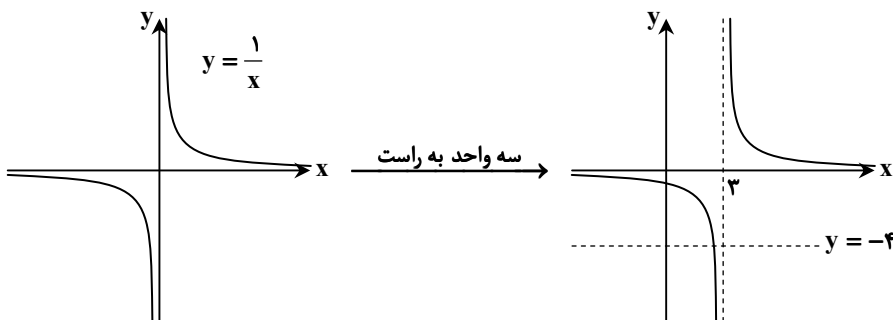 y
y = ۱/x
x
سه واحد به راست
y
x
۳
y = −۴